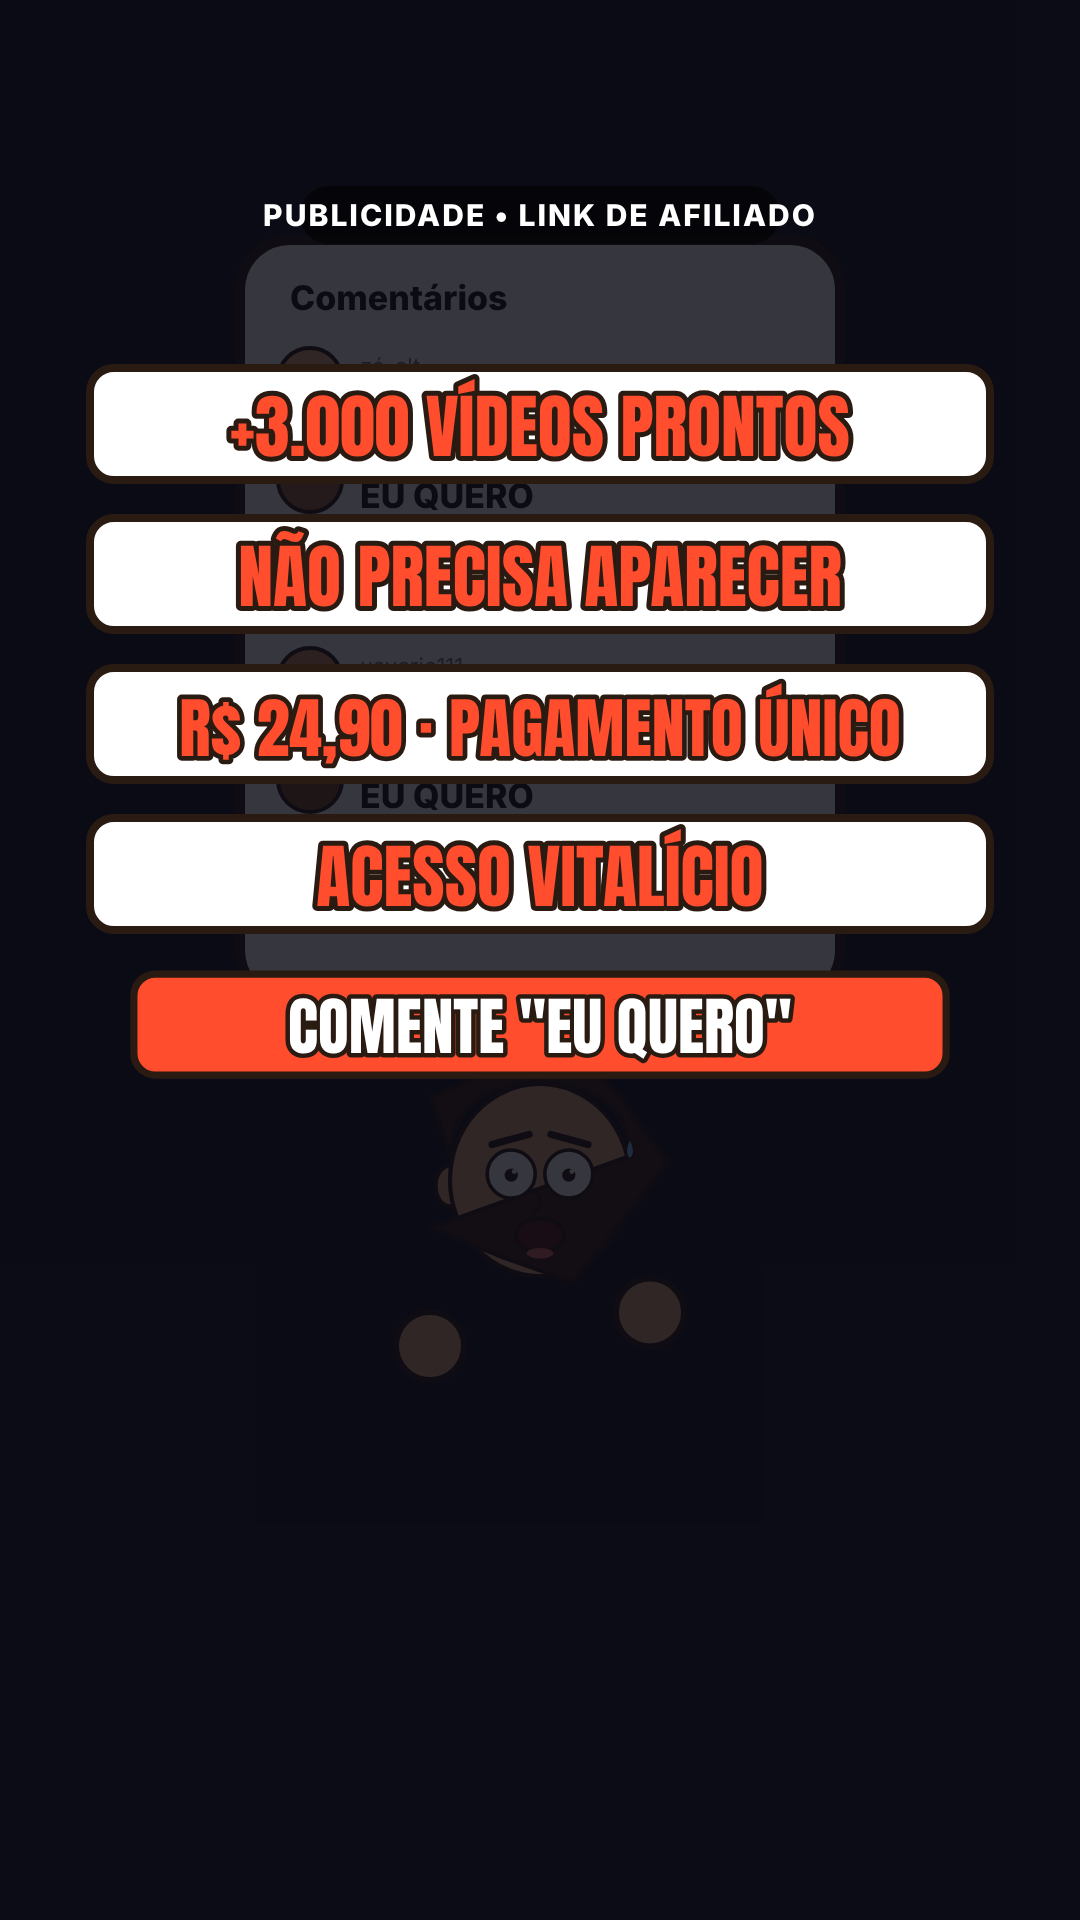 PUBLICIDADE • LINK DE AFILIADO
Comentários
+3.000 VÍDEOS PRONTOS
EU QUERO
NÃO PRECISA APARECER
R$ 24,90 · PAGAMENTO ÚNICO
EU QUERO
ACESSO VITALÍCIO
COMENTE "EU QUERO"